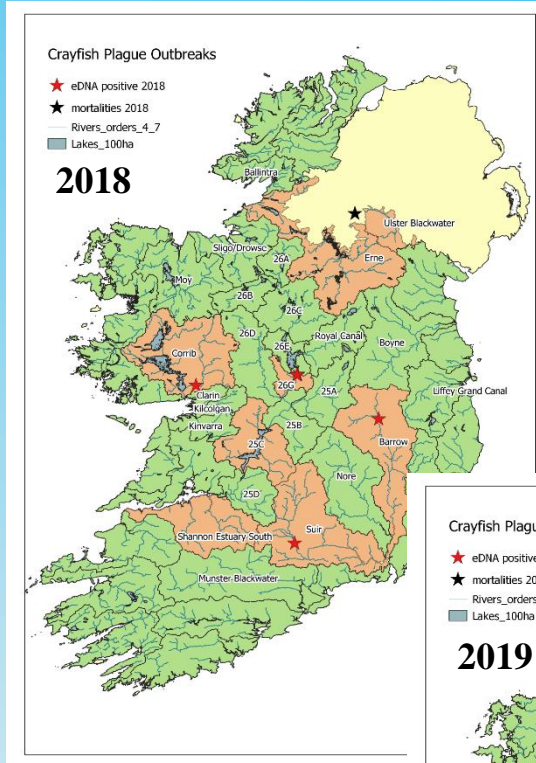 Crayfish Plague Outbreaks
eDNA positive 2018
mortalities 2018
Rivers_orders_4_7
Lakes_100ha
2018
Ballintra
Ulster Blackwater
Sligo/Drowse
26A
Erne
Moy
26B
26C
Royal Canal
26D
26E
Boyne
Corrib
26G
25A
Liffey Grand Canal
Clarin
Kilcolgan
Kinvarra
25B
Barrow
25C
Nore
25D
Suir
Shannon Estuary South
Munster Blackwater
Crayfish Plagu
eDNA positive
mortalities 20
Rivers_orders
Lakes_100ha
2019